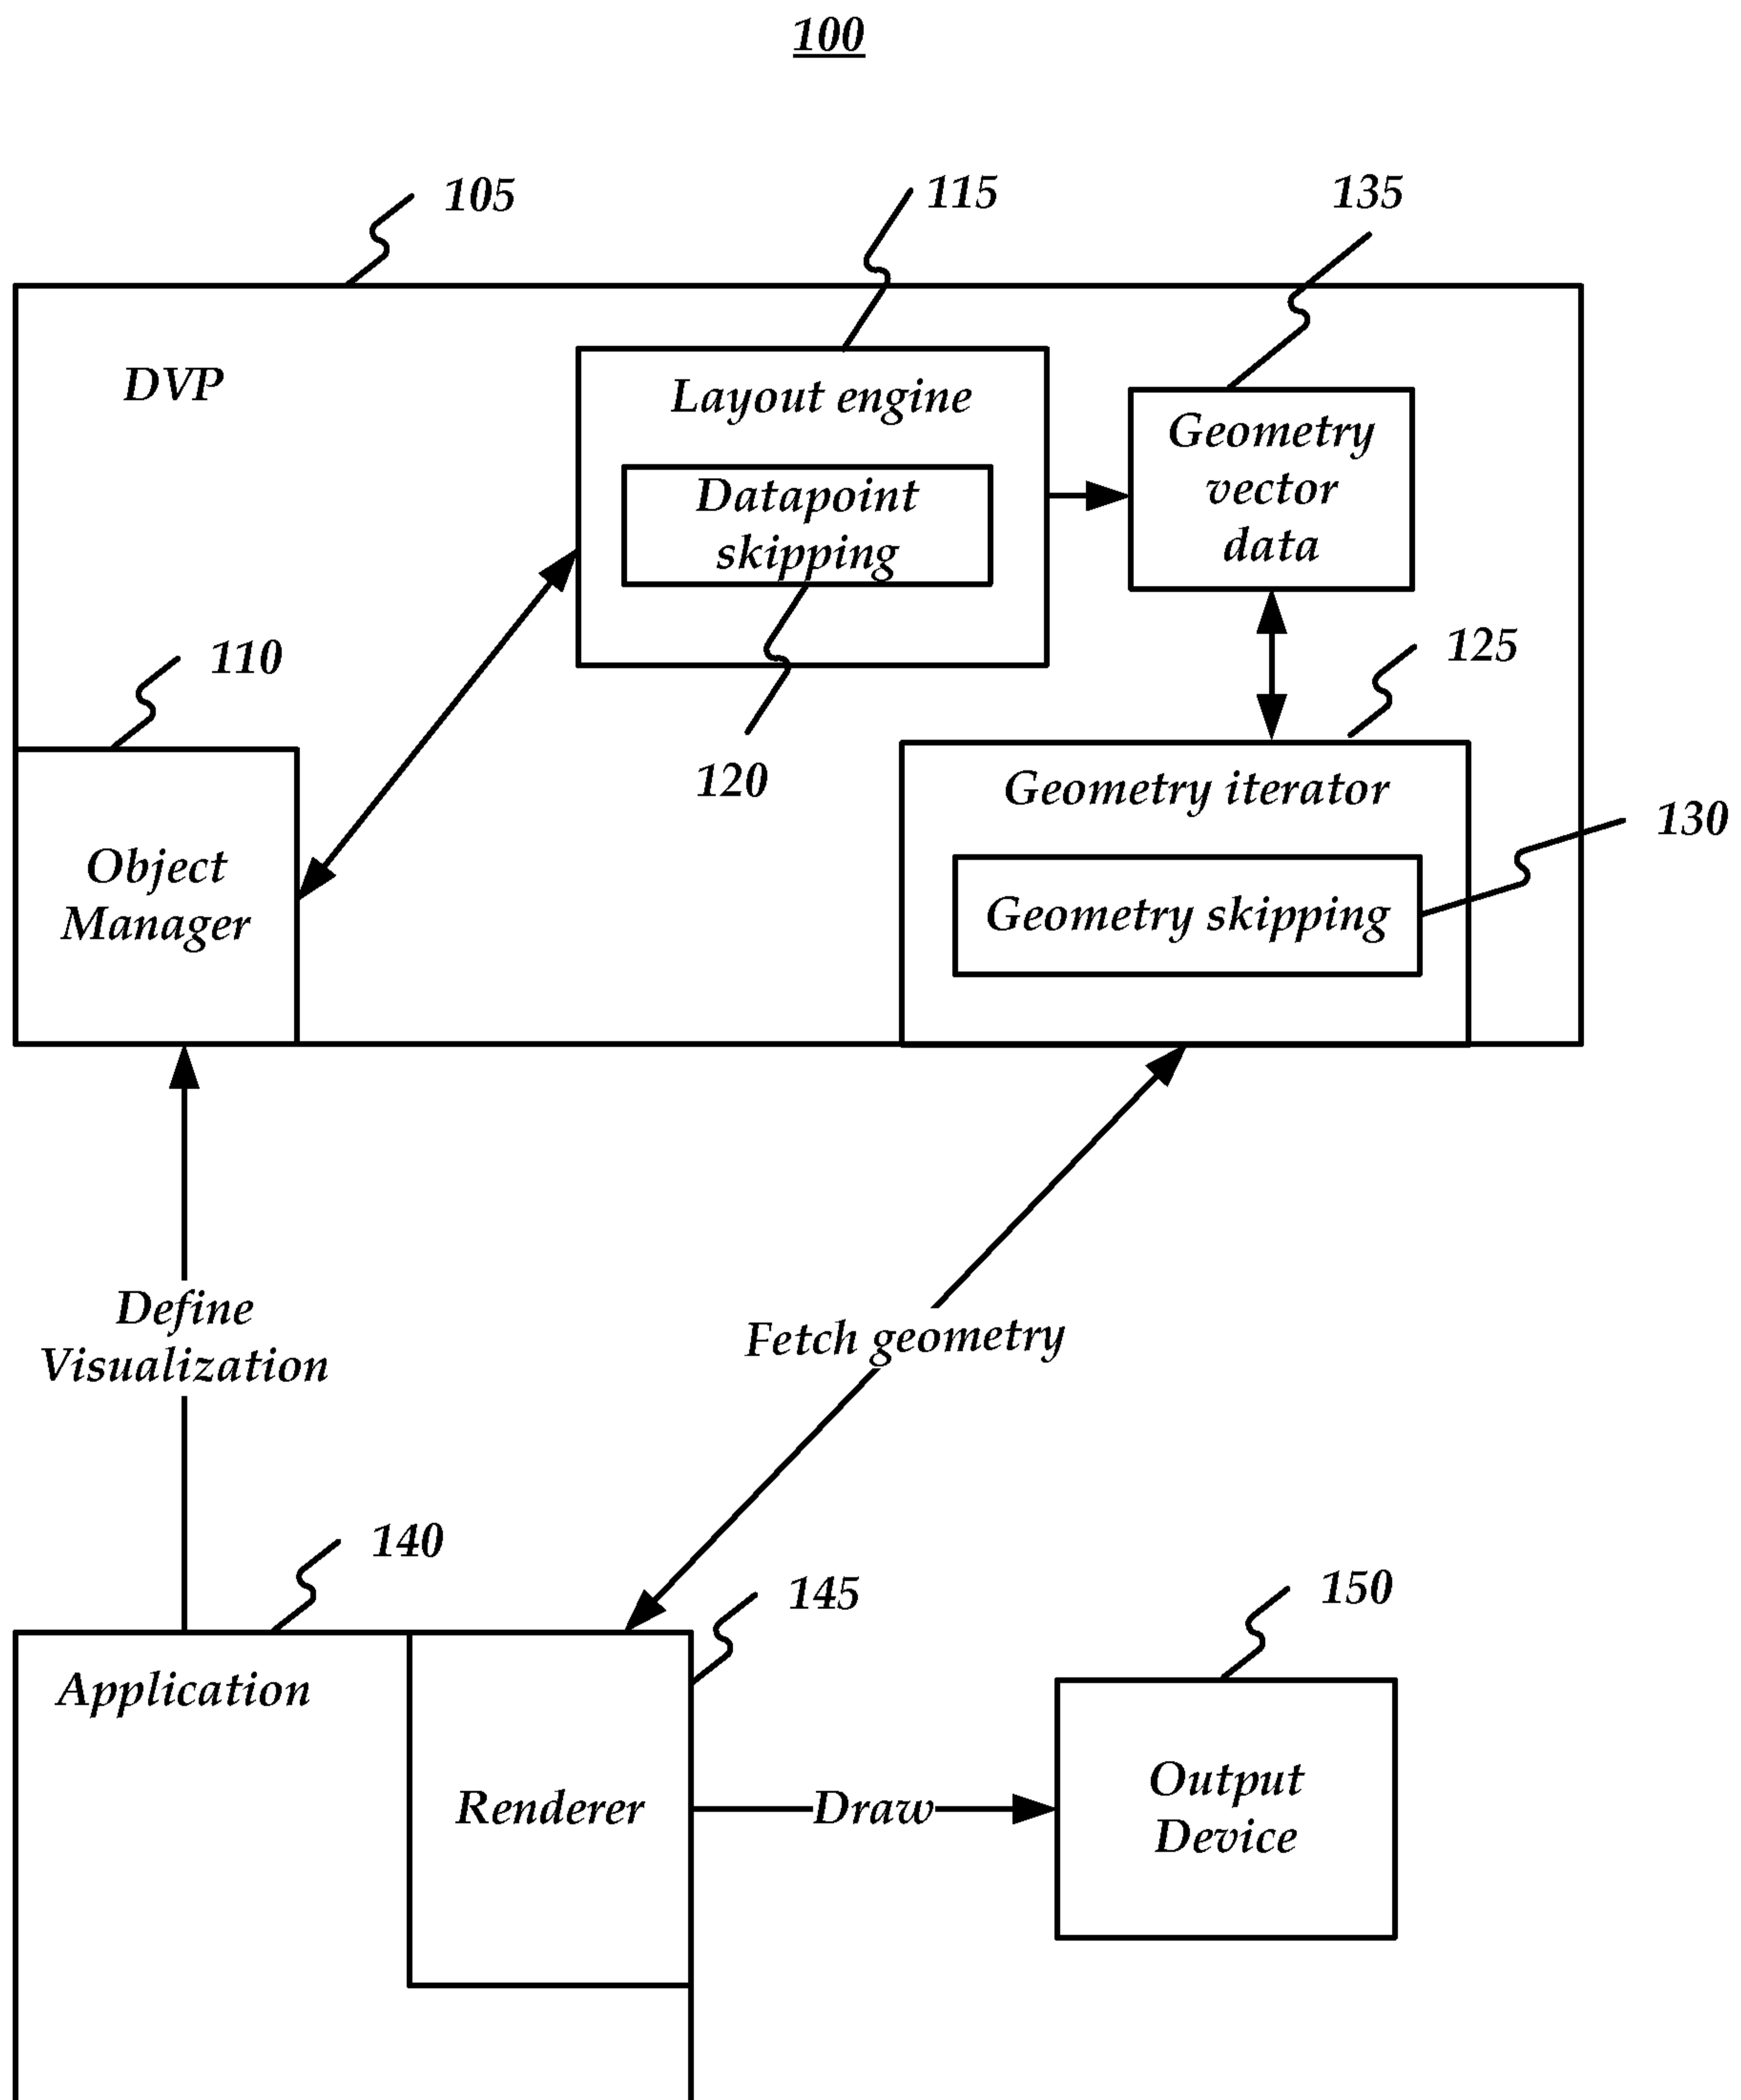 100
105
115
135
DVP
Layout engine
Datapoint
skipping
Geometry
vector
data
110
125
120
Geometry iterator
130
Object
Manager
Geometry skipping
Define
Visualization
Fetch geometry
140
145
150
Application
Renderer
Draw
Output
Device